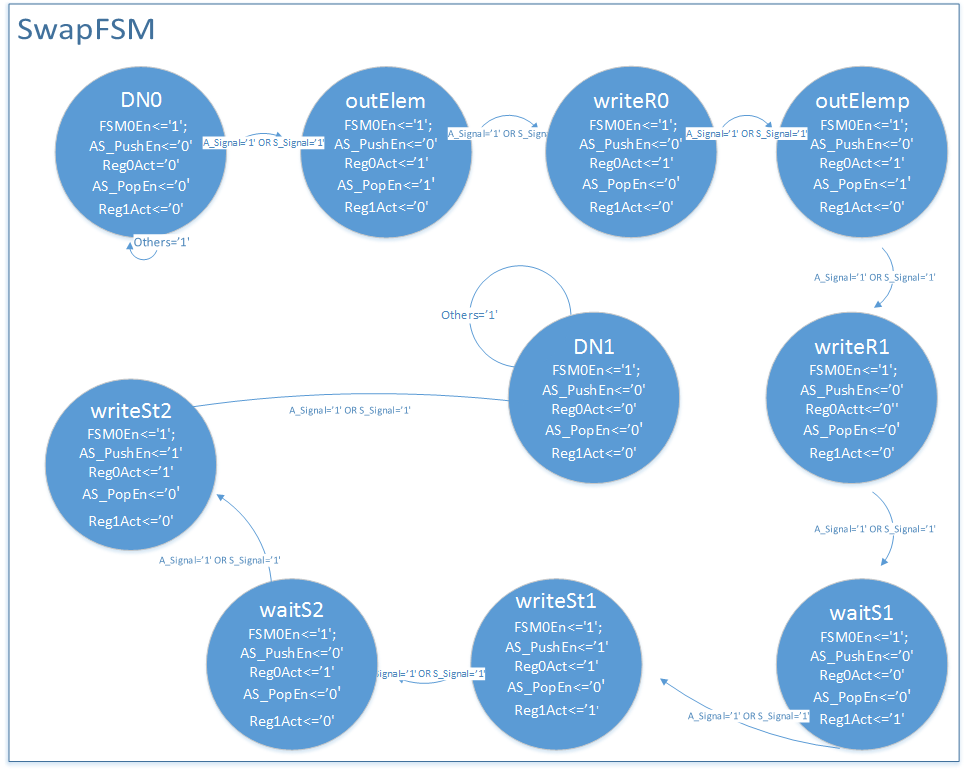 SwapFSM
DN0
FSM0En<='1';
AS_PushEn<='0'
Reg0Act='0'
AS_PopEn<='0'
Reg1Act<='0'
Others='1'
A_Signal='1' OR S_Signal='1'
outElem
FSM0En<='1';
AS_PushEn<='0'
Reg0Act<='1'
AS_PopEn<='1'
Reg1Act<='0'
A_Signal='1' OR S_Signa
writeR0
FSM0En<='1';
AS_PushEn<='0'
Reg0Act<='1'
AS_PopEn<='0'
Reg1Act<='0'
A_Signal='1' OR S_Signal='1'
outElemp
FSM0En<='1';
AS_PushEn<='0'
Reg0Act<='1'
AS_PopEn<='1'
Reg1Act<='0'
A_Signal='1' OR S_Signal='1'
writeR1
FSM0En<='1';
AS_PushEn<='0'
Reg0Actt<='0''
AS_PopEn<='0'
Reg1Act<='0'
A_Signal='1' OR S_Signal='1'
waitS1
FSM0En<='1';
AS_PushEn<='0'
Reg0Act<='0'
AS_PopEn<='0'
Reg1Act<='1'
A_Signal='1' OR S_Signal='1'
writeSt1
FSM0En<='1';
AS_PushEn<='1'
Reg0Act<='1'
AS_PopEn<='0'
Reg1Act<='1'
ignal='1' OR S_Signal='1'
waitS2
FSM0En<='1';
AS_PushEn<='0'
Reg0Act<='1'
AS_PopEn<='0'
Reg1Act<='0'
A_Signal='1' OR S_Signal='1'
writeSt2
FSM0En<='1';
AS_PushEn<='1'
Reg0Act<='1'
AS_PopEn<='0'
Reg1Act<='0'
A_Signal='1' OR S_Signal='1'
DN1
FSM0En<='1';
AS_PushEn<='0'
Reg0Act<='0'
AS_PopEn<='0'
Reg1Act<='0'
Others='1'